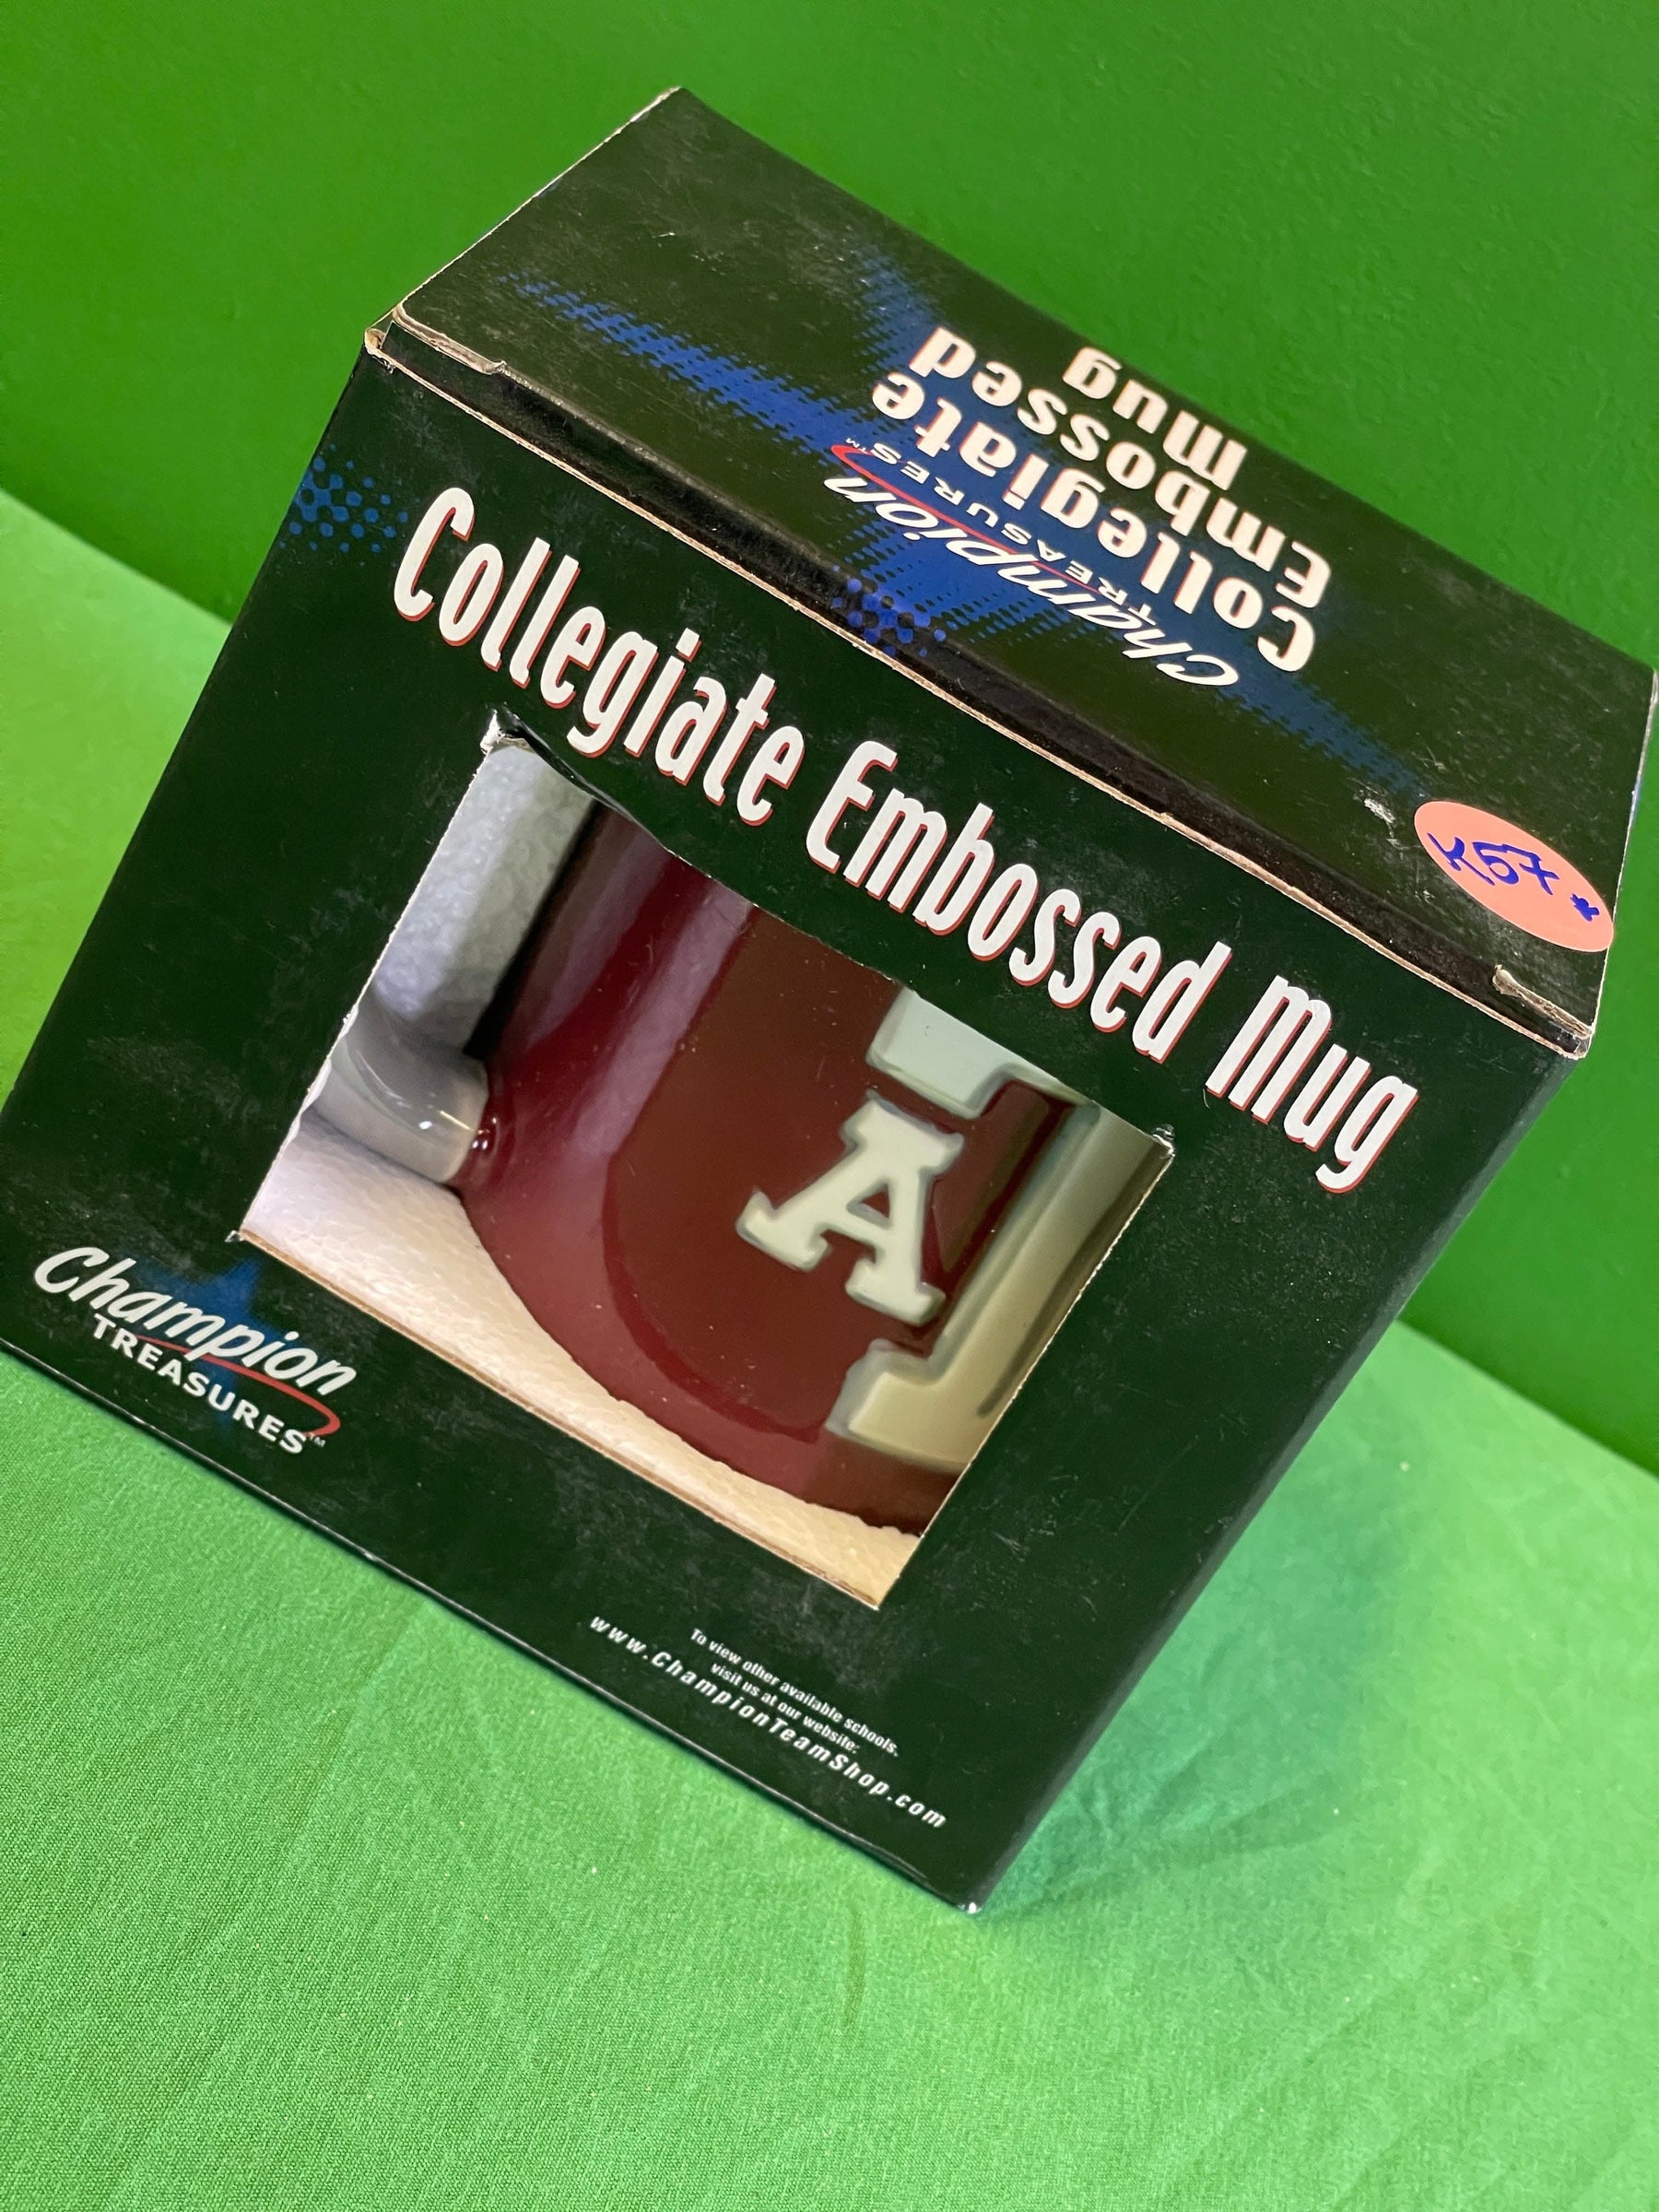 Champion
TREASURES™
Collegiate
Embossed
Mug
K57*
Collegiate Embossed Mug
A
Champion
TREASURES™
To view other available schools,
visit us at our website:
www.ChampionTeamShop.com